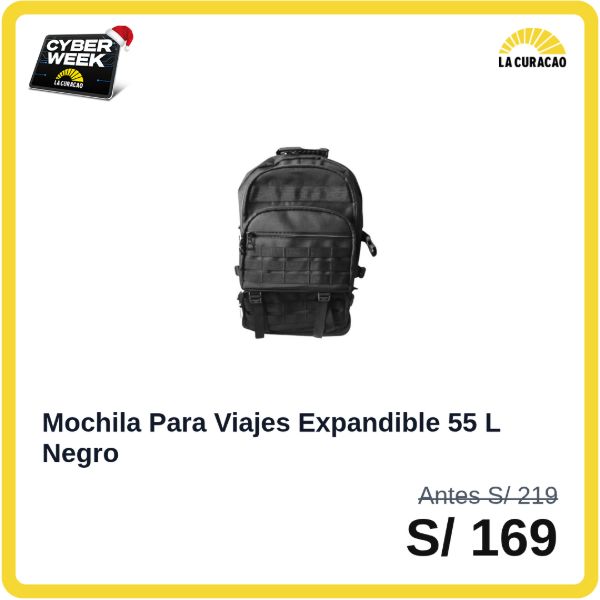 CYBER
WEEK
LA CURACAO
LA CURACAO
Mochila Para Viajes Expandible 55 L
Negro
Antes S/ 219
S/ 169